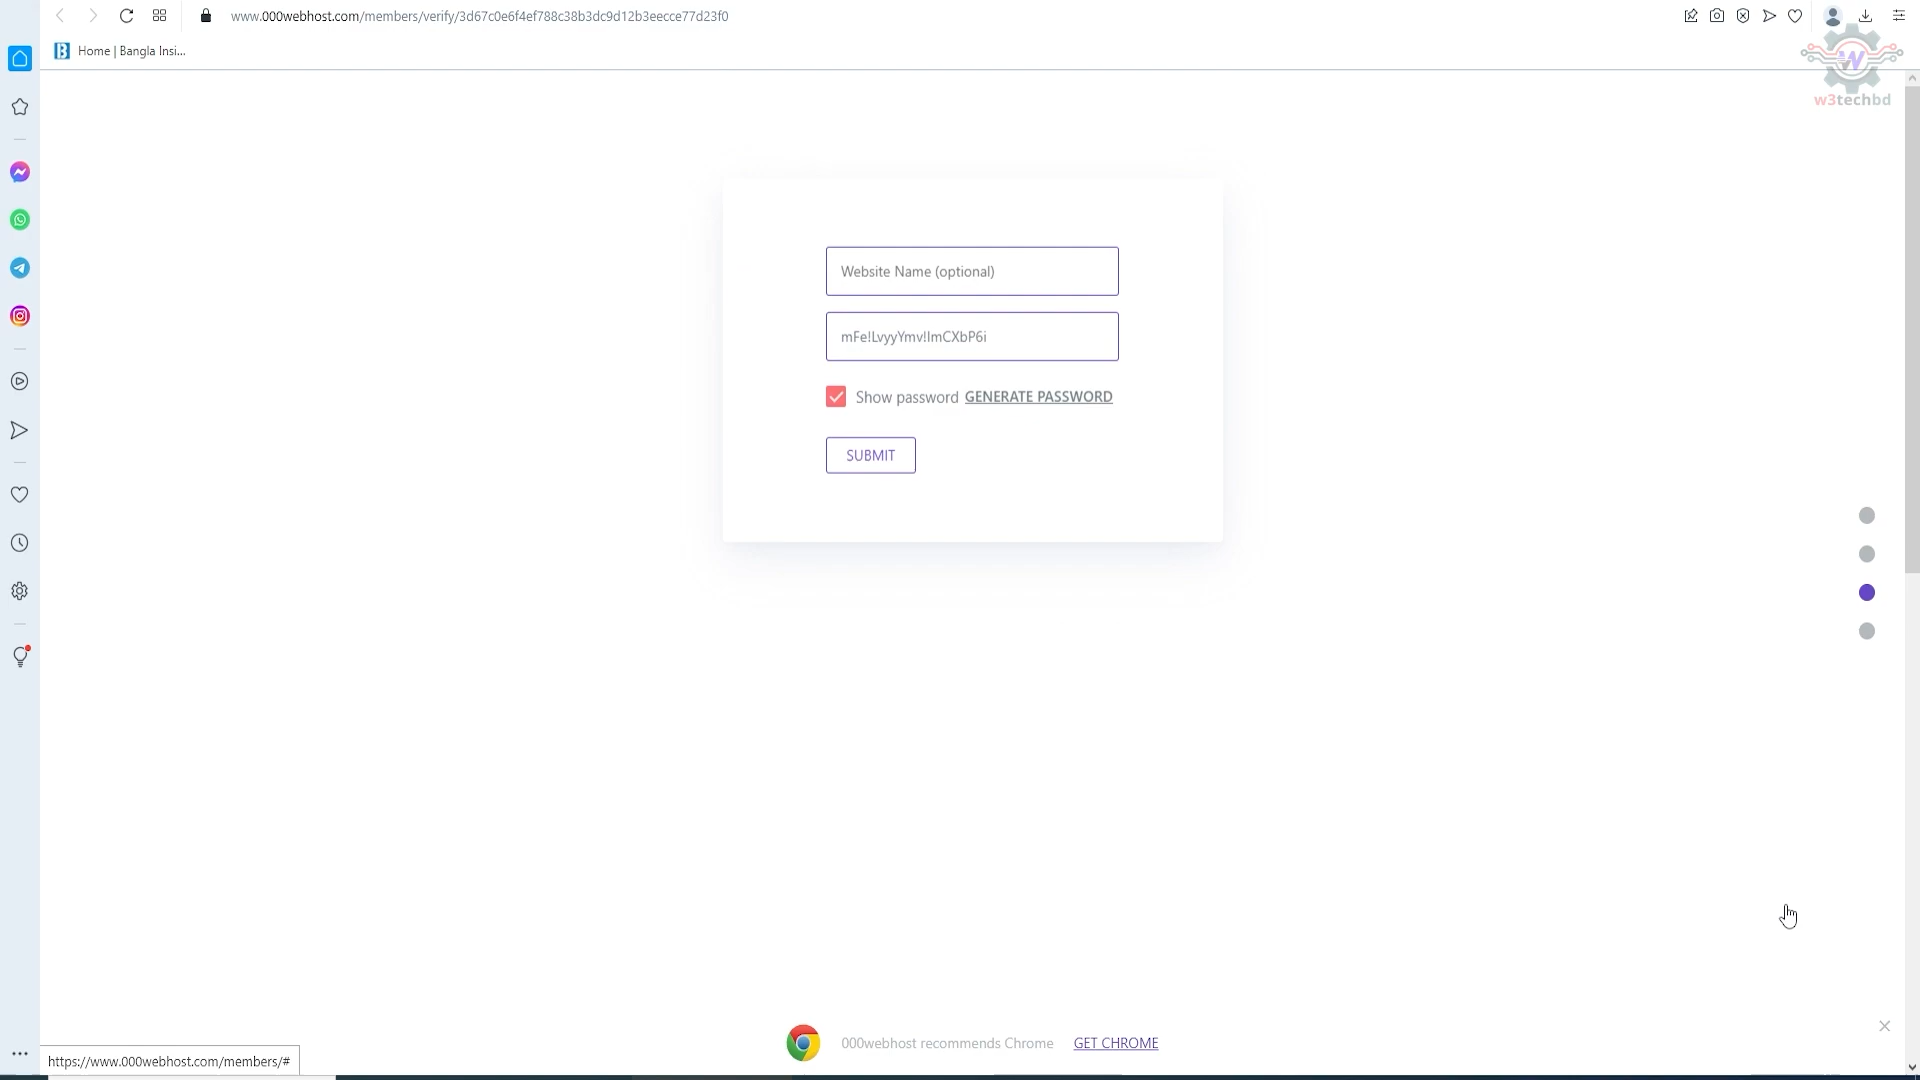 www.000webhost.com/members/verify/3d67c0e6f4ef788c38b3dc9d12b3eecce77d23f0
Home | Bangla Insi...
w3techbd
Website Name (optional)
mFe!LvyyYmv!ImCXbP6i
Show password GENERATE PASSWORD
SUBMIT
000webhost recommends Chrome GET CHROME
https://www.000webhost.com/members/#